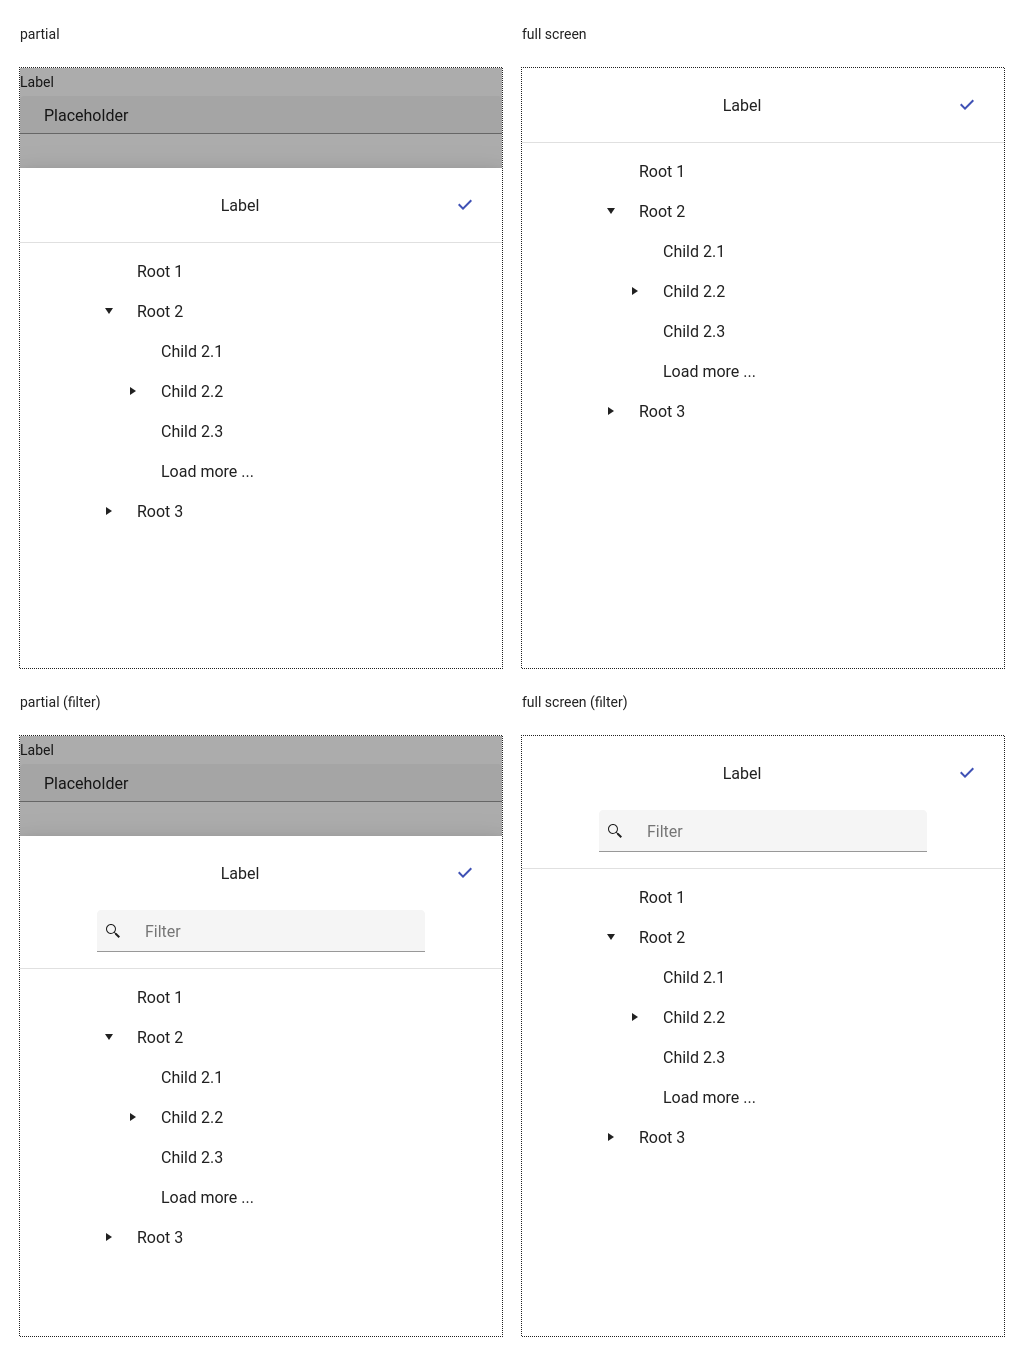 partial
Label
Placeholder
Label
Root 1
Root 2
Child 2.1
Child 2.2
Child 2.3
Load more ...
Root 3
full screen
Label
Root 1
Root 2
Child 2.1
Child 2.2
Child 2.3
Load more ...
Root 3
partial (filter)
Label
Placeholder
Label
Filter
Root 1
Root 2
Child 2.1
Child 2.2
Child 2.3
Load more ...
Root 3
full screen (filter)
Label
Filter
Root 1
Root 2
Child 2.1
Child 2.2
Child 2.3
Load more ...
Root 3